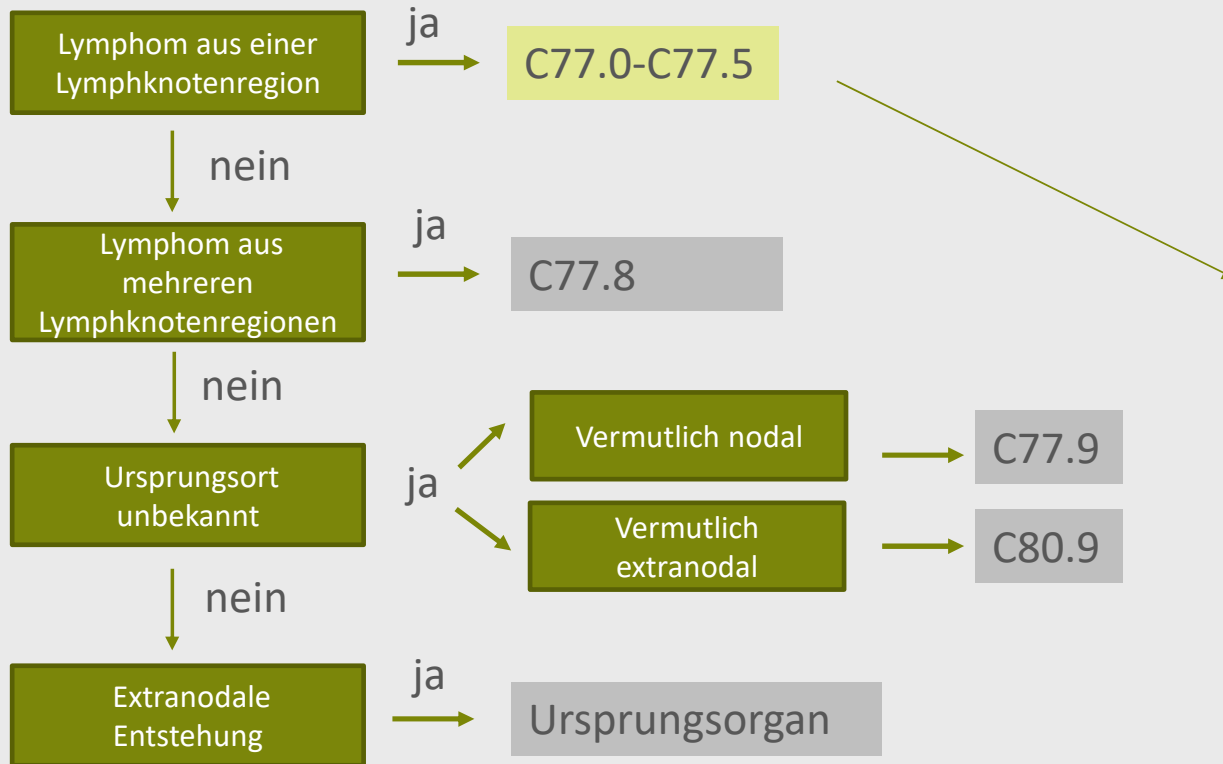 Lymphom aus einer
Lymphknotenregion
ja
C77.0-C77.5
nein
Lymphom aus
mehreren
Lymphknotenregionen
ja
C77.8
nein
Ursprungsort
unbekannt
ja
Vermutlich nodal
C77.9
Vermutlich
extranodal
C80.9
nein
Extranodale
Entstehung
ja
Ursprungsorgan